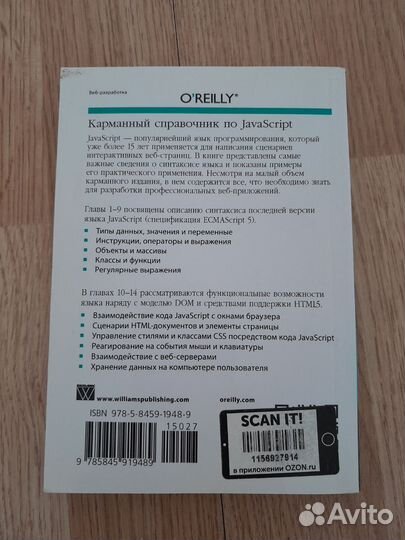 Веб-разработка
O'REILLY®
Карманный справочник по JavaScript
JavaScript — популярнейший язык программирования, который
уже более 15 лет применяется для написания сценариев
интерактивных веб-страниц. В книге представлены самые
важные сведения о синтаксисе языка и показаны примеры
его практического применения. Несмотря на малый объем
карманного издания, в нем содержится все, что необходимо знать
для разработки профессиональных веб-приложений.
Главы 1–9 посвящены описанию синтаксиса последней версии
языка JavaScript (спецификация ECMAScript 5).
Типы данных, значения и переменные
Инструкции, операторы и выражения
Объекты и массивы
Классы и функции
Регулярные выражения
В главах 10–14 рассматриваются функциональные возможности
языка наряду с моделью DOM и средствами поддержки HTML5.
Взаимодействие кода JavaScript с окнами браузера
Сценарии HTML-документов и элементы страницы
Управление стилями и классами CSS посредством кода JavaScript
Реагирование на события мыши и клавиатуры
Взаимодействие с веб-серверами
Хранение данных на компьютере пользователя
www.williamspublishing.com
oreilly.com
ISBN 978-5-8459-1948-9
15027
9 785845 919489
SCAN IT!
1156927914
в приложении OZON.ru
Avito